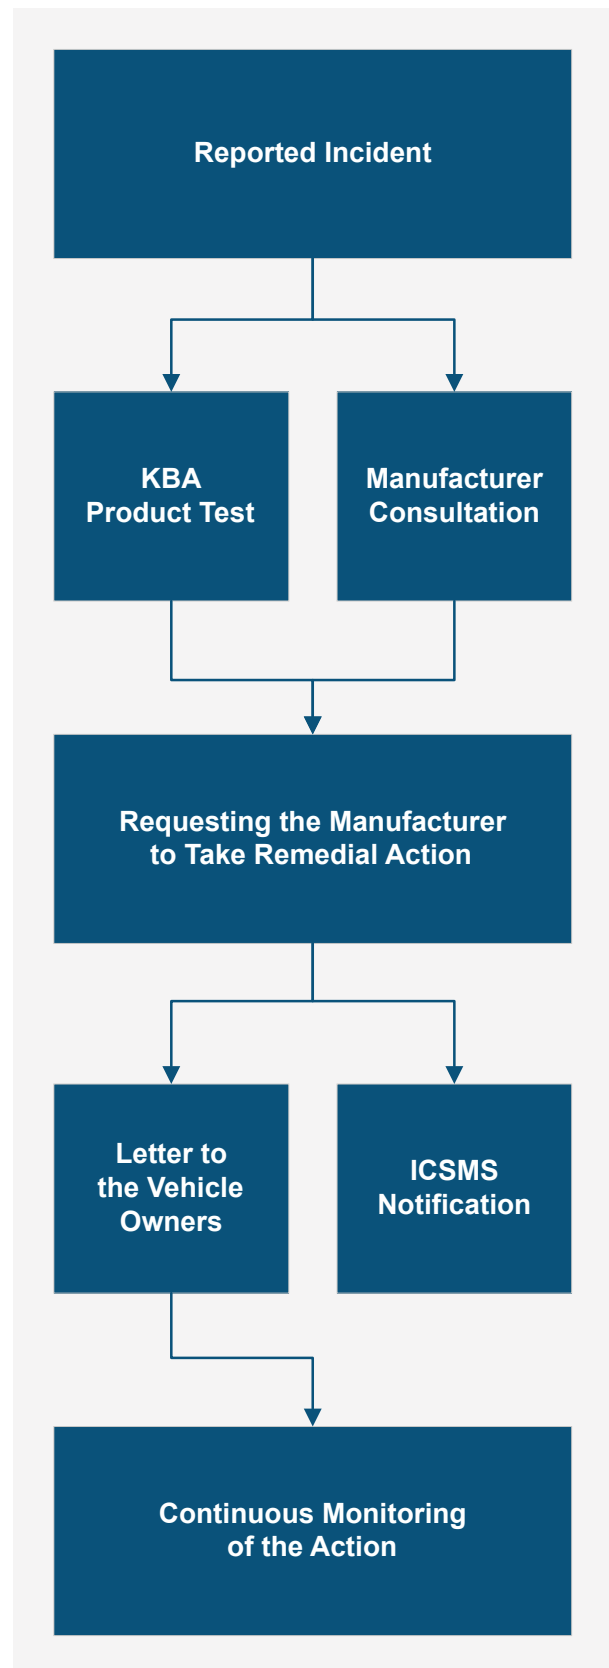 Reported Incident
KBA
Product Test
Manufacturer
Consultation
Requesting the Manufacturer
to Take Remedial Action
Letter to
the Vehicle
Owners
ICSMS
Notification
Continuous Monitoring
of the Action